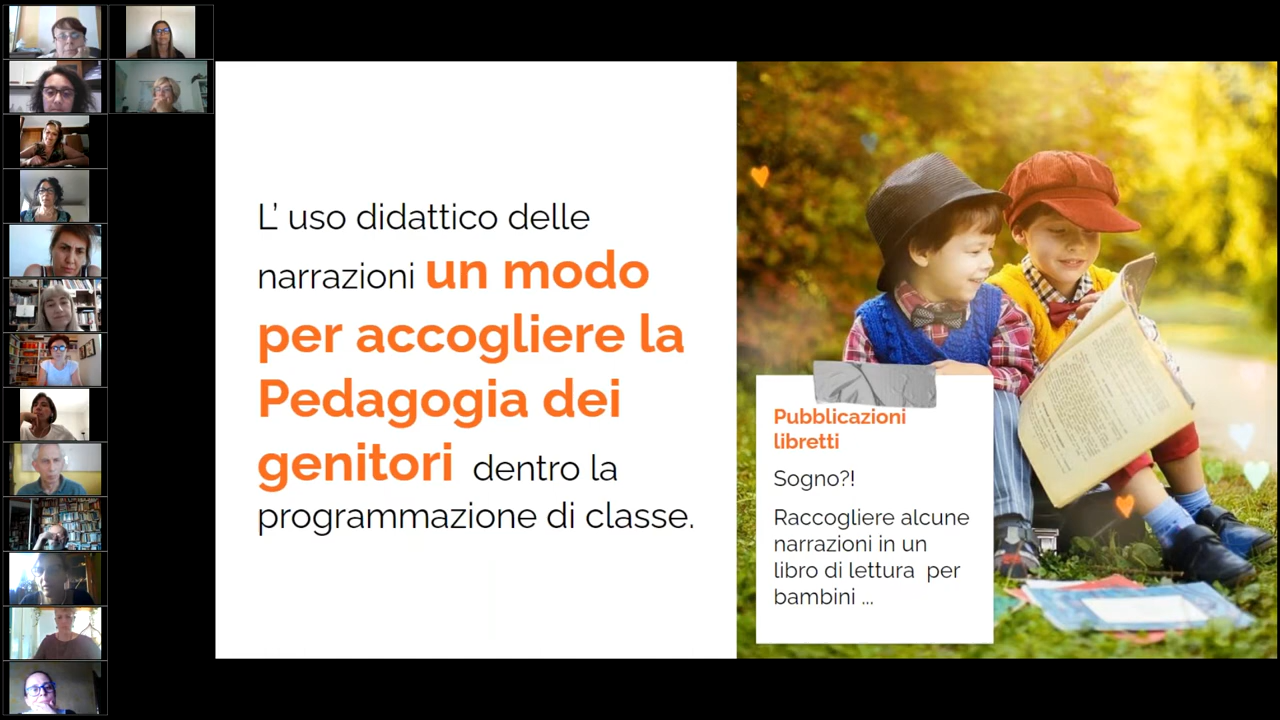 L’ uso didattico delle
narrazioni un modo
per accogliere la
Pedagogia dei
genitori dentro la
programmazione di classe.
Pubblicazioni
libretti
Sogno?!
Raccogliere alcune
narrazioni in un
libro di lettura per
bambini ...